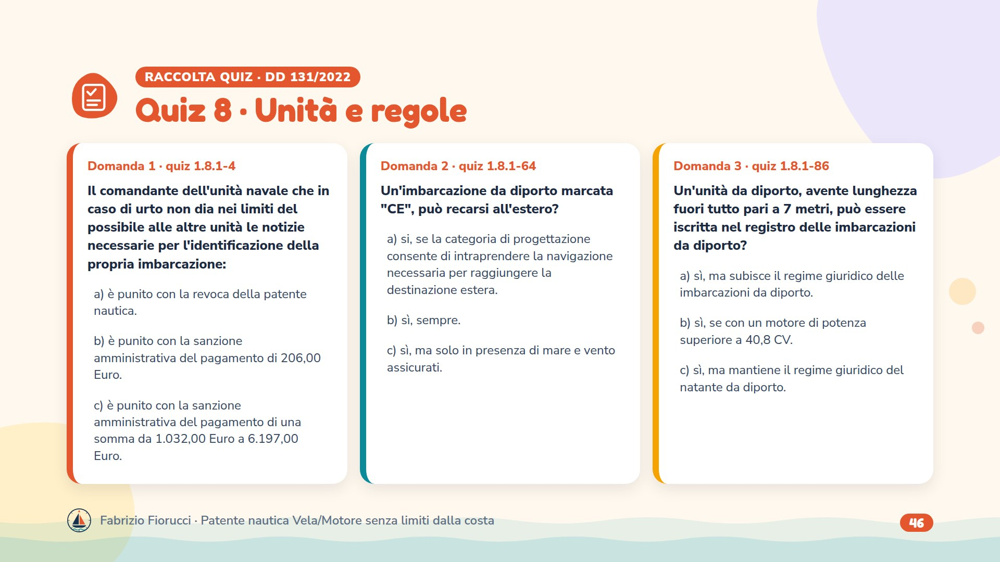 RACCOLTA QUIZ · DD 131/2022
Quiz 8 · Unità e regole
Domanda 1 · quiz 1.8.1-4
Il comandante dell'unità navale che in
caso di urto non dia nei limiti del
possibile alle altre unità le notizie
necessarie per l'identificazione della
propria imbarcazione:
a) è punito con la revoca della patente
nautica.
b) è punito con la sanzione
amministrativa del pagamento di 206,00
Euro.
c) è punito con la sanzione
amministrativa del pagamento di una
somma da 1.032,00 Euro a 6.197,00
Euro.
Domanda 2 · quiz 1.8.1-64
Un'imbarcazione da diporto marcata
"CE", può recarsi all'estero?
a) si, se la categoria di progettazione
consente di intraprendere la navigazione
necessaria per raggiungere la
destinazione estera.
b) sì, sempre.
c) sì, ma solo in presenza di mare e vento
assicurati.
Domanda 3 · quiz 1.8.1-86
Un'unità da diporto, avente lunghezza
fuori tutto pari a 7 metri, può essere
iscritta nel registro delle imbarcazioni
da diporto?
a) sì, ma subisce il regime giuridico delle
imbarcazioni da diporto.
b) sì, se con un motore di potenza
superiore a 40,8 CV.
c) sì, ma mantiene il regime giuridico del
natante da diporto.
Fabrizio Fiorucci · Patente nautica Vela/Motore senza limiti dalla costa
46